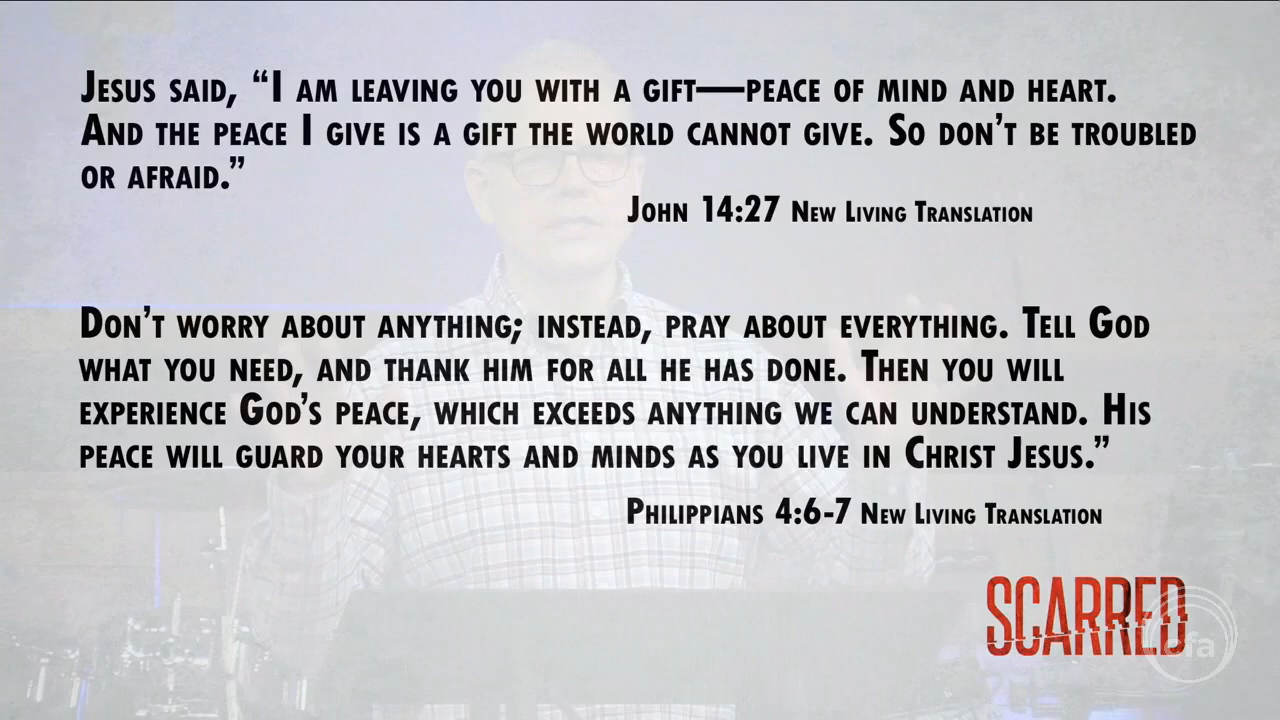 Jesus said, “I am leaving you with a gift—peace of mind and heart.
And the peace I give is a gift the world cannot give. So don’t be troubled
or afraid.”
John 14:27 New Living Translation
Don’t worry about anything; instead, pray about everything. Tell God
what you need, and thank him for all he has done. Then you will
experience God’s peace, which exceeds anything we can understand. His
peace will guard your hearts and minds as you live in Christ Jesus.”
Philippians 4:6-7 New Living Translation
SCARRED
cfa